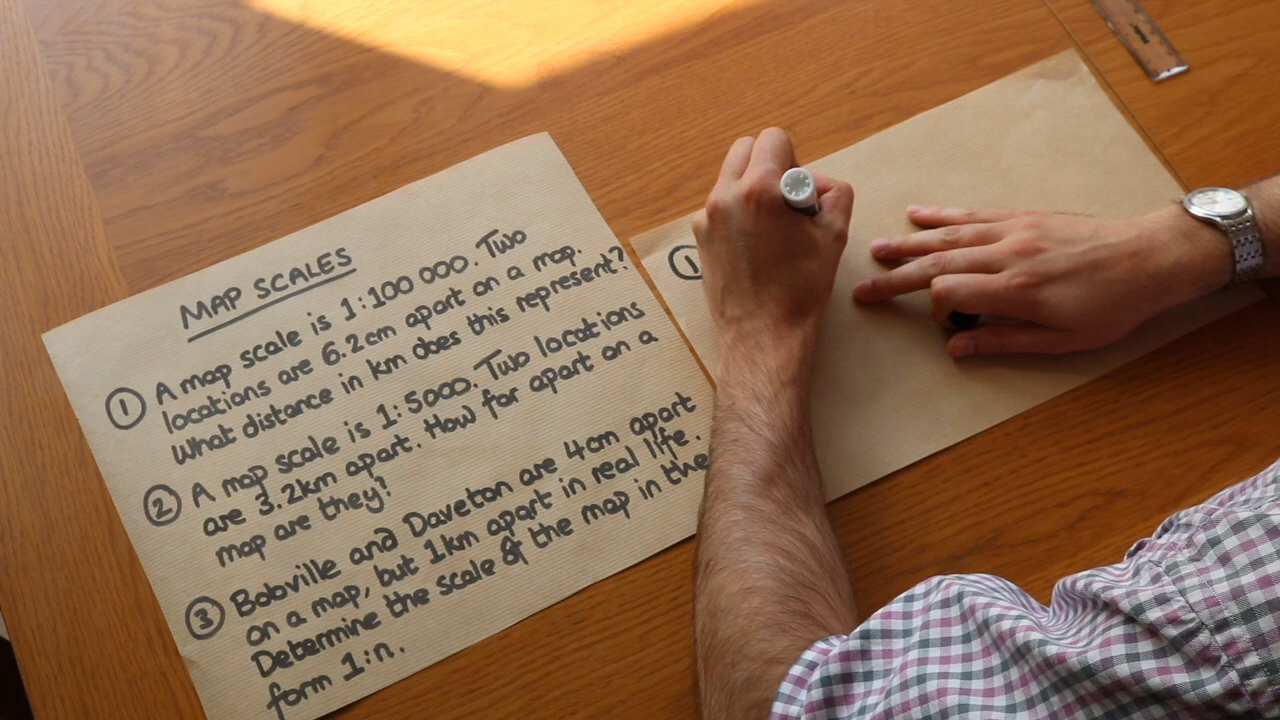 MAP SCALES
① A map scale is 1:100 000. Two
locations are 6.2cm apart on a map.
What distance in km does this represent?
② A map scale is 1:5000. Two locations
are 3.2km apart. How far apart on a
map are they?
③ Bobville and Daveton are 4cm apart
on a map, but 1km apart in real life.
Determine the scale of the map in the
form 1:n.
①